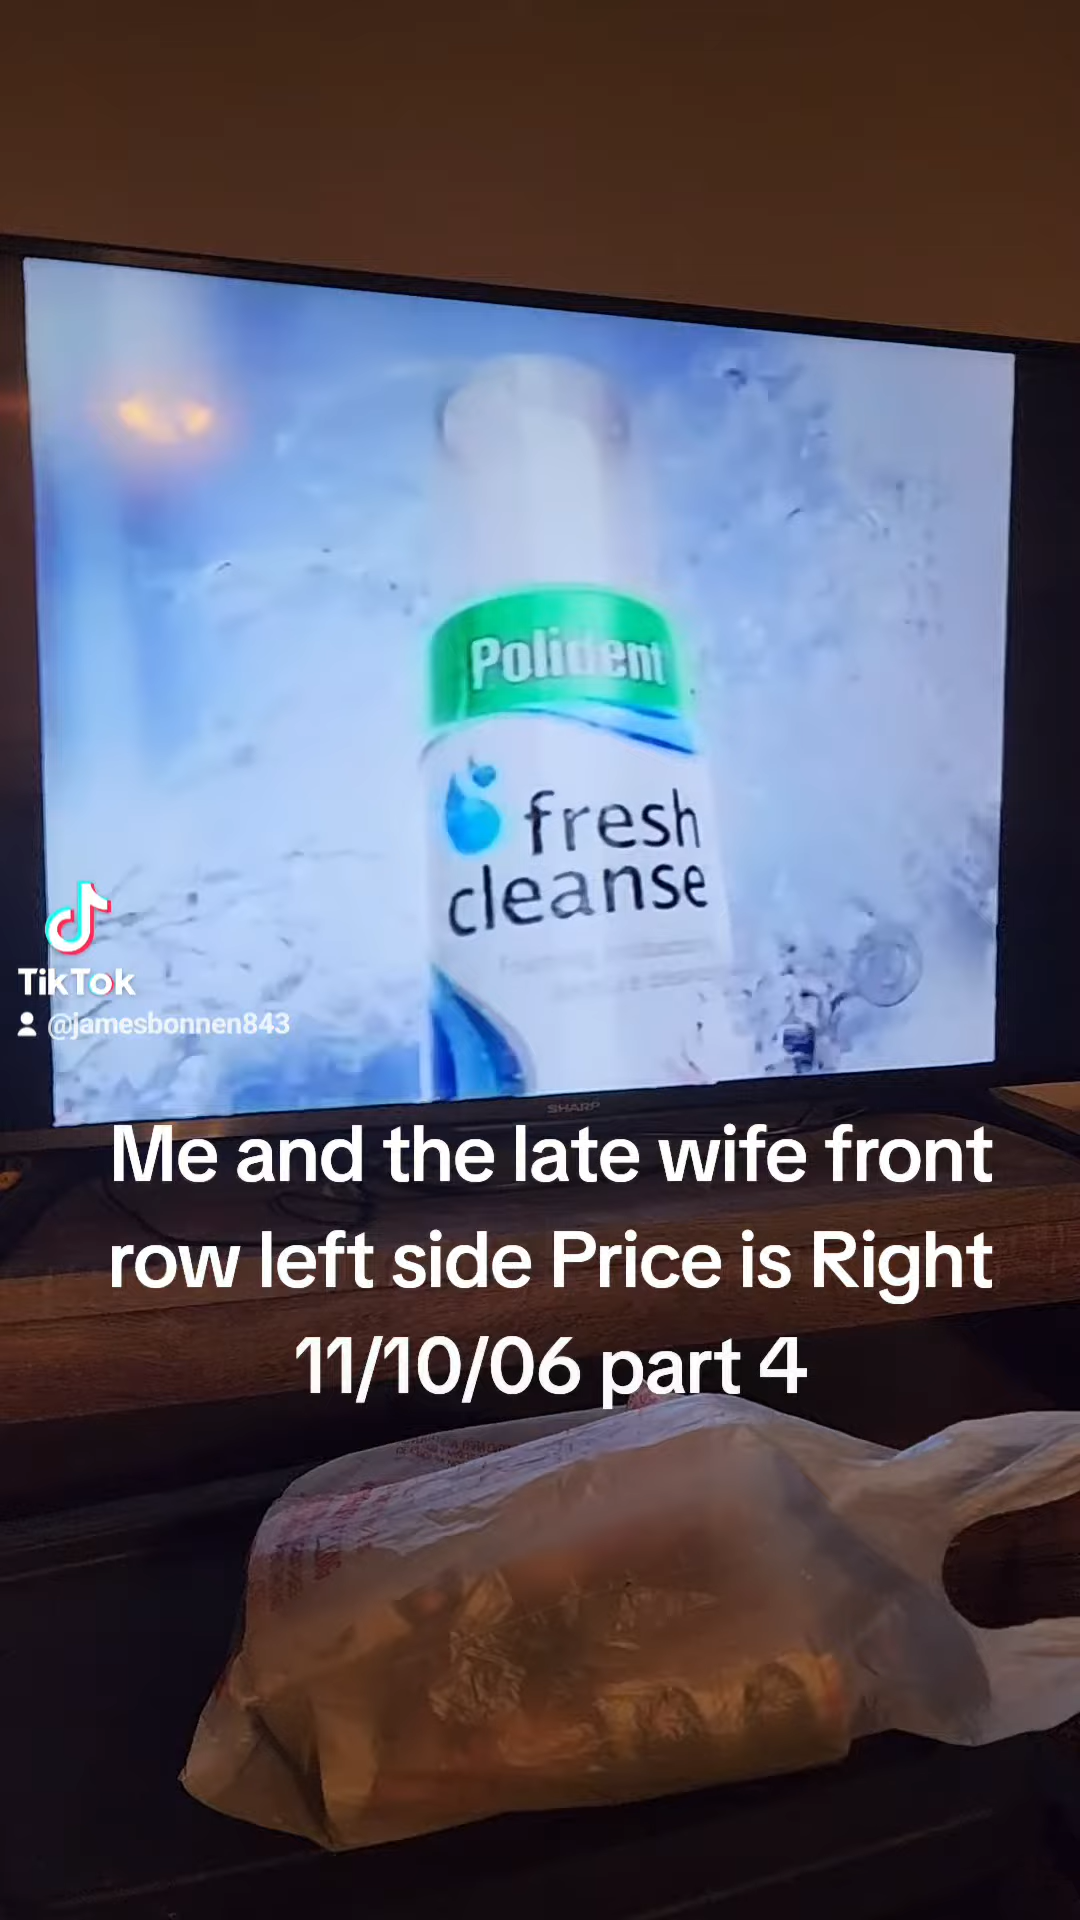 Polident
fresh
cleanse
TikTok
@jamesbonnen843
SHARP
Me and the late wife front
row left side Price is Right
11/10/06 part 4